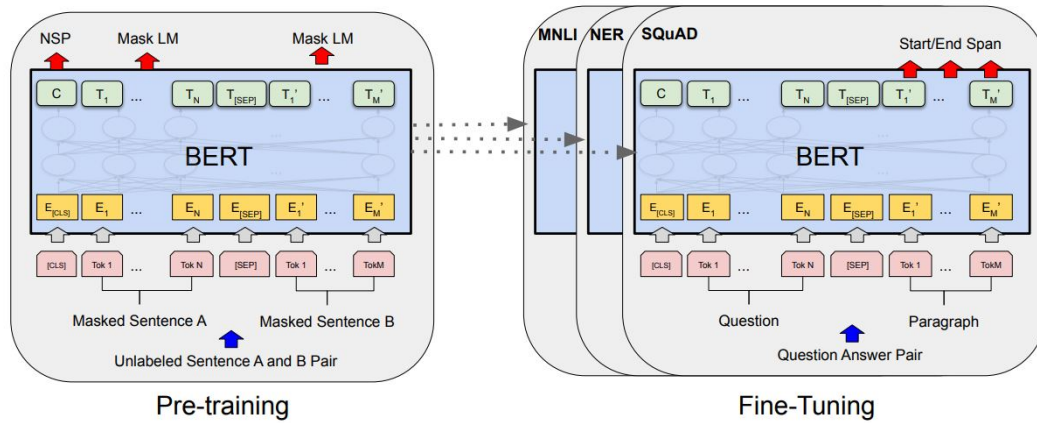 NSP Mask LM Mask LM
C T1 ... TN T[SEP] T1' ... TM'
BERT
E[CLS] E1 ... EN E[SEP] E1' ... EM'
[CLS] Tok 1 ... Tok N [SEP] Tok 1 ... TokM
Masked Sentence A Masked Sentence B
Unlabeled Sentence A and B Pair
Pre-training
MNLI NER SQuAD
Start/End Span
C T1 ... TN T[SEP] T1' ... TM'
BERT
E[CLS] E1 ... EN E[SEP] E1' ... EM'
[CLS] Tok 1 ... Tok N [SEP] Tok 1 ... TokM
Question Paragraph
Question Answer Pair
Fine-Tuning